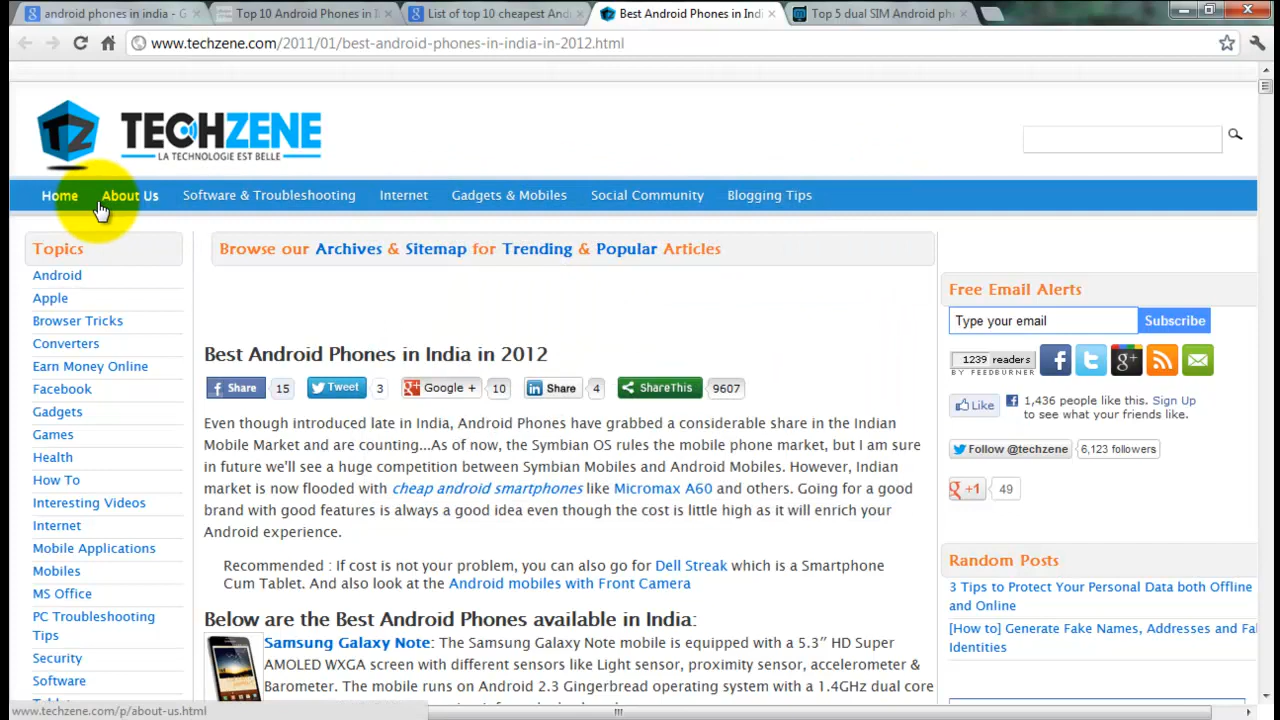 android phones in india - G
Top 10 Android Phones in I
List of top 10 cheapest And
Best Android Phones in Indi
Top 5 dual SIM Android ph
www.techzene.com/2011/01/best-android-phones-in-india-in-2012.html
TZ TECHZENE
LA TECHNOLOGIE EST BELLE
Home About Us Software & Troubleshooting Internet Gadgets & Mobiles Social Community Blogging Tips
Topics
Android
Apple
Browser Tricks
Converters
Earn Money Online
Facebook
Gadgets
Games
Health
How To
Interesting Videos
Internet
Mobile Applications
Mobiles
MS Office
PC Troubleshooting
Tips
Security
Software
Browse our Archives & Sitemap for Trending & Popular Articles
Best Android Phones in India in 2012
Share 15 Tweet 3 Google + 10 Share 4 ShareThis 9607
Even though introduced late in India, Android Phones have grabbed a considerable share in the Indian
Mobile Market and are counting...As of now, the Symbian OS rules the mobile phone market, but I am sure
in future we'll see a huge competition between Symbian Mobiles and Android Mobiles. However, Indian
market is now flooded with cheap android smartphones like Micromax A60 and others. Going for a good
brand with good features is always a good idea even though the cost is little high as it will enrich your
Android experience.
Recommended : If cost is not your problem, you can also go for Dell Streak which is a Smartphone
Cum Tablet. And also look at the Android mobiles with Front Camera
Below are the Best Android Phones available in India:
Samsung Galaxy Note: The Samsung Galaxy Note mobile is equipped with a 5.3″ HD Super
AMOLED WXGA screen with different sensors like Light sensor, proximity sensor, accelerometer &
Barometer. The mobile runs on Android 2.3 Gingerbread operating system with a 1.4GHz dual core
Free Email Alerts
Type your email Subscribe
1239 readers
BY FEEDBURNER
Like 1,436 people like this. Sign Up
to see what your friends like.
Follow @techzene 6,123 followers
+1 49
Random Posts
3 Tips to Protect Your Personal Data both Offline
and Online
[How to] Generate Fake Names, Addresses and Fa
Identities
www.techzene.com/p/about-us.html